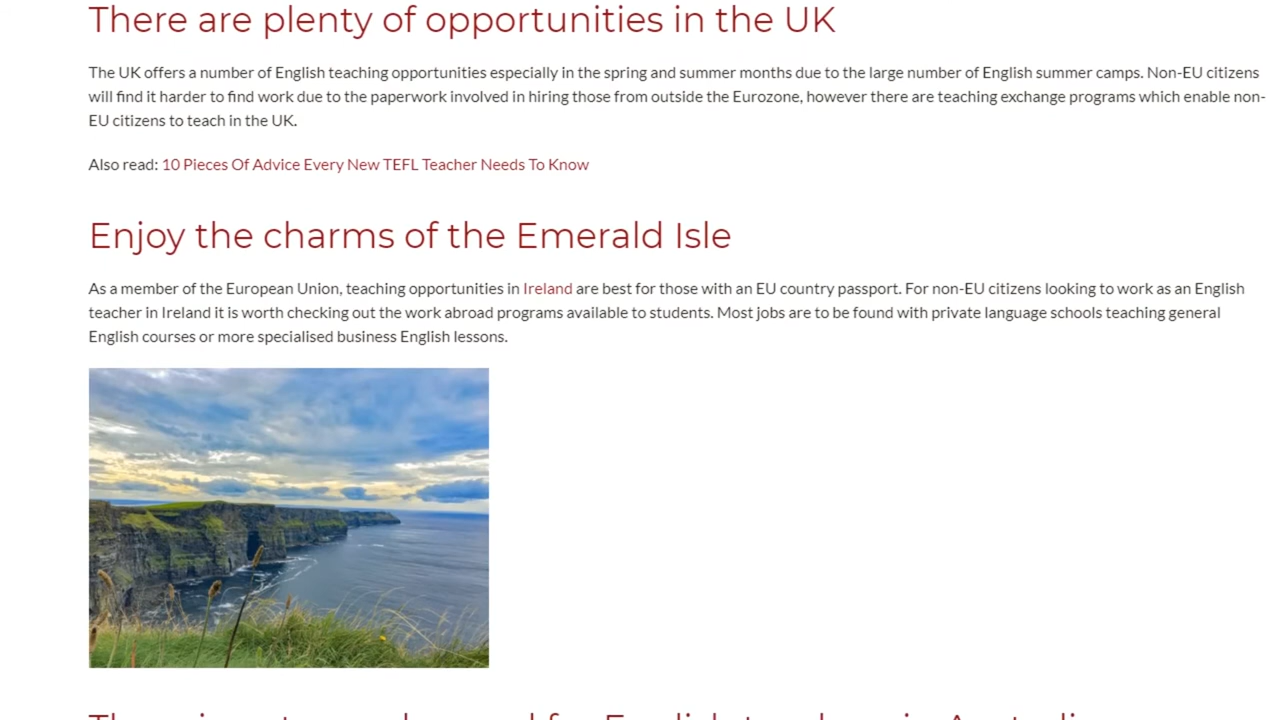 There are plenty of opportunities in the UK
The UK offers a number of English teaching opportunities especially in the spring and summer months due to the large number of English summer camps. Non-EU citizens
will find it harder to find work due to the paperwork involved in hiring those from outside the Eurozone, however there are teaching exchange programs which enable non-
EU citizens to teach in the UK.
Also read: 10 Pieces Of Advice Every New TEFL Teacher Needs To Know
Enjoy the charms of the Emerald Isle
As a member of the European Union, teaching opportunities in Ireland are best for those with an EU country passport. For non-EU citizens looking to work as an English
teacher in Ireland it is worth checking out the work abroad programs available to students. Most jobs are to be found with private language schools teaching general
English courses or more specialised business English lessons.